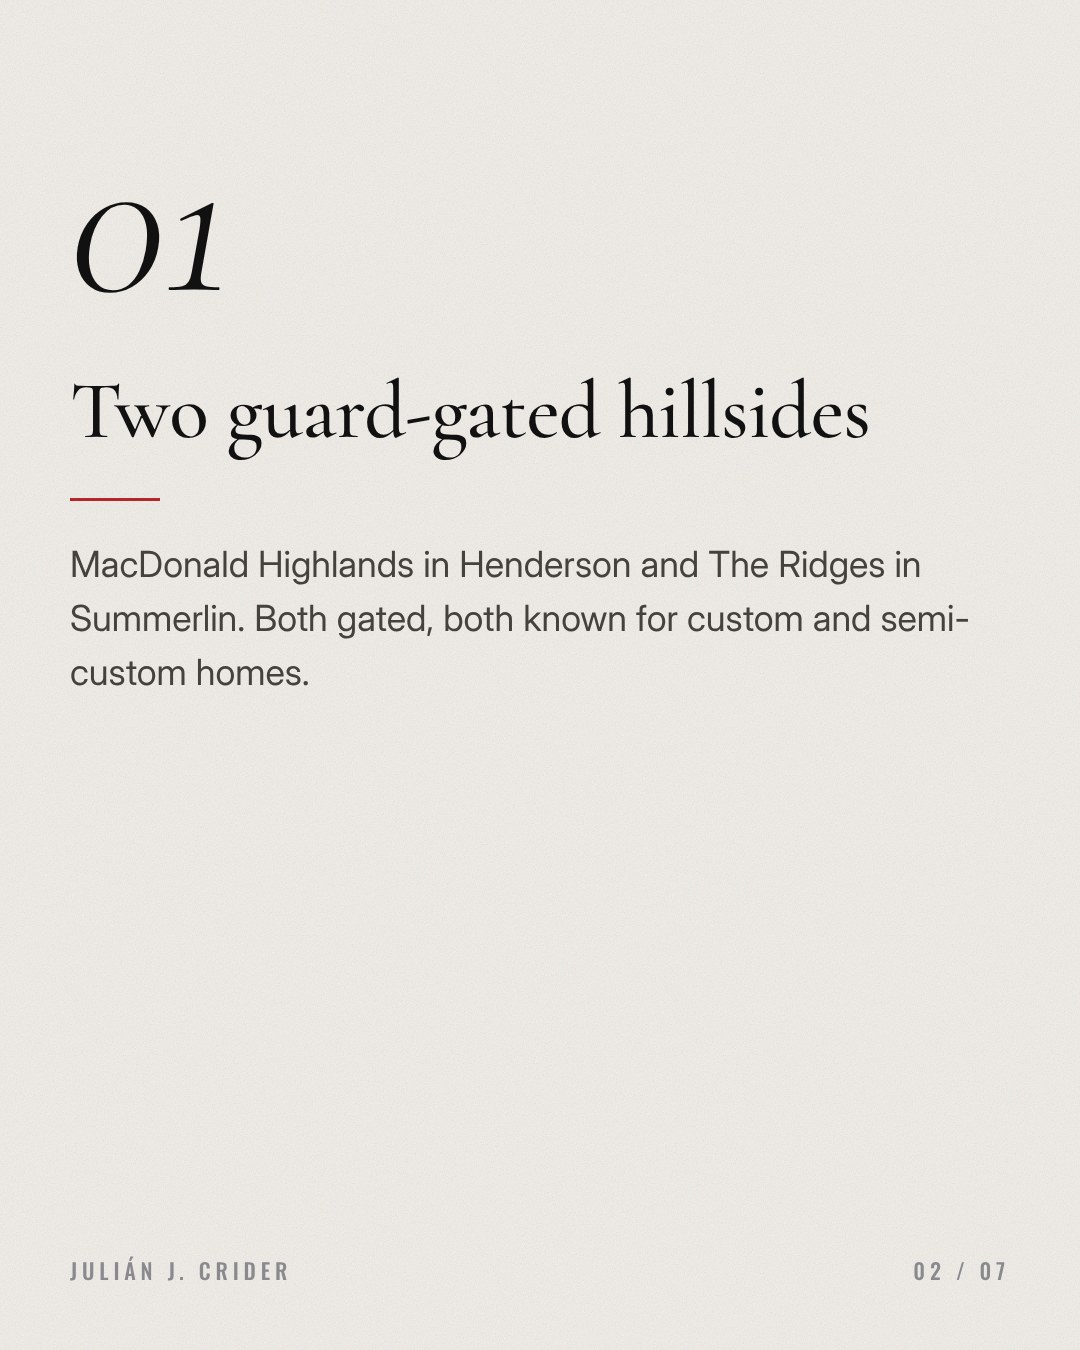 01
Two guard-gated hillsides
MacDonald Highlands in Henderson and The Ridges in
Summerlin. Both gated, both known for custom and semi-
custom homes.
JULIÁN J. CRIDER
02 / 07